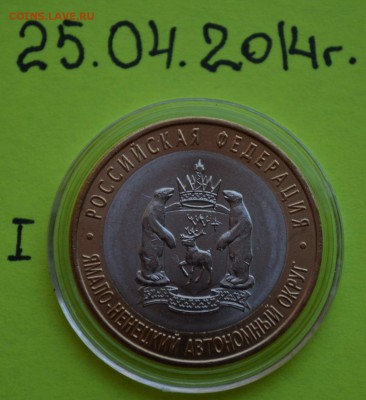 COINS.LAVE.RU
25.04.2014г.
I
• РОССИЙСКАЯ ФЕДЕРАЦИЯ •
ЯМАЛО-НЕНЕЦКИЙ АВТОНОМНЫЙ ОКРУГ